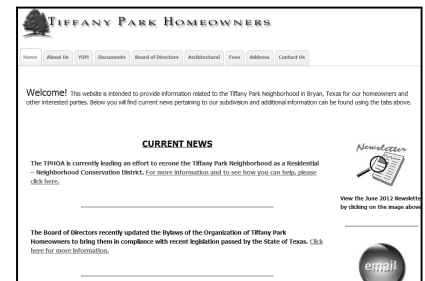 TIFFANY PARK HOMEOWNERS
Home About Us YOM Documents Board of Directors Architectural Fees Address Contact Us
Welcome! This website is intended to provide information related to the Tiffany Park Neighborhood in Bryan, Texas for our homeowners and
other interested parties. Below you will find current news pertaining to our subdivision and additional information can be found using the tabs above.
CURRENT NEWS
The TPHOA is currently leading an effort to rezone the Tiffany Park Neighborhood as a Residential
– Neighborhood Conservation District. For more information and to see how you can help, please
click here.
Newsletter
View the June 2012 Newsletter
by clicking on the image above.
The Board of Directors recently updated the Bylaws of the Organization of Tiffany Park
Homeowners to bring them in compliance with recent legislation passed by the State of Texas. Click
here for more information.
email